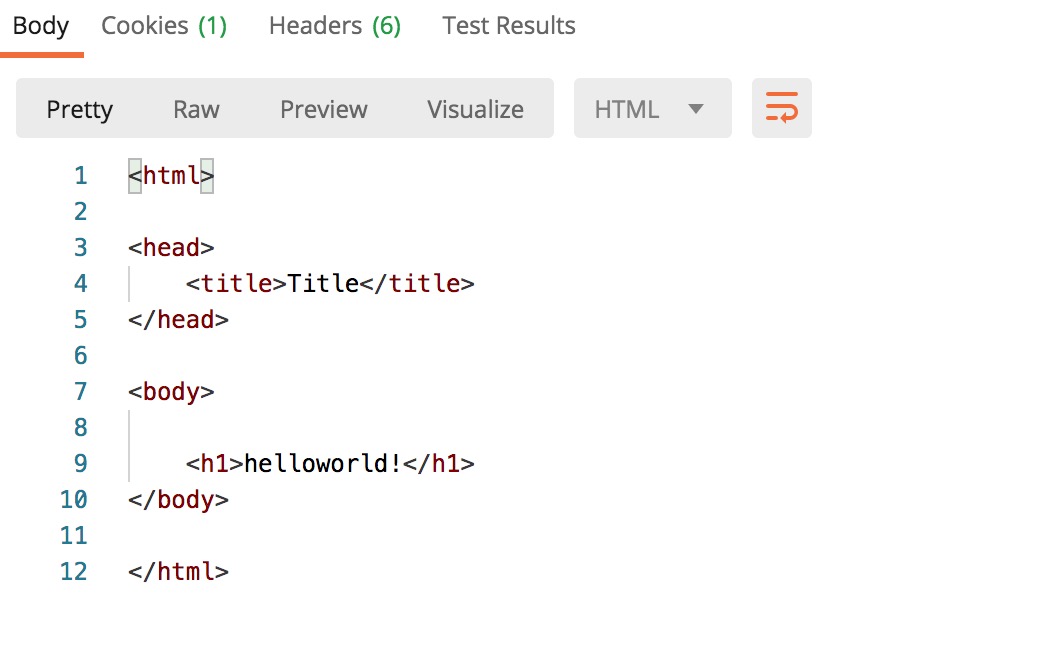 Body Cookies (1) Headers (6) Test Results
Pretty Raw Preview Visualize HTML
1 <html>
2
3 <head>
4     <title>Title</title>
5 </head>
6
7 <body>
8
9     <h1>helloworld!</h1>
10 </body>
11
12 </html>